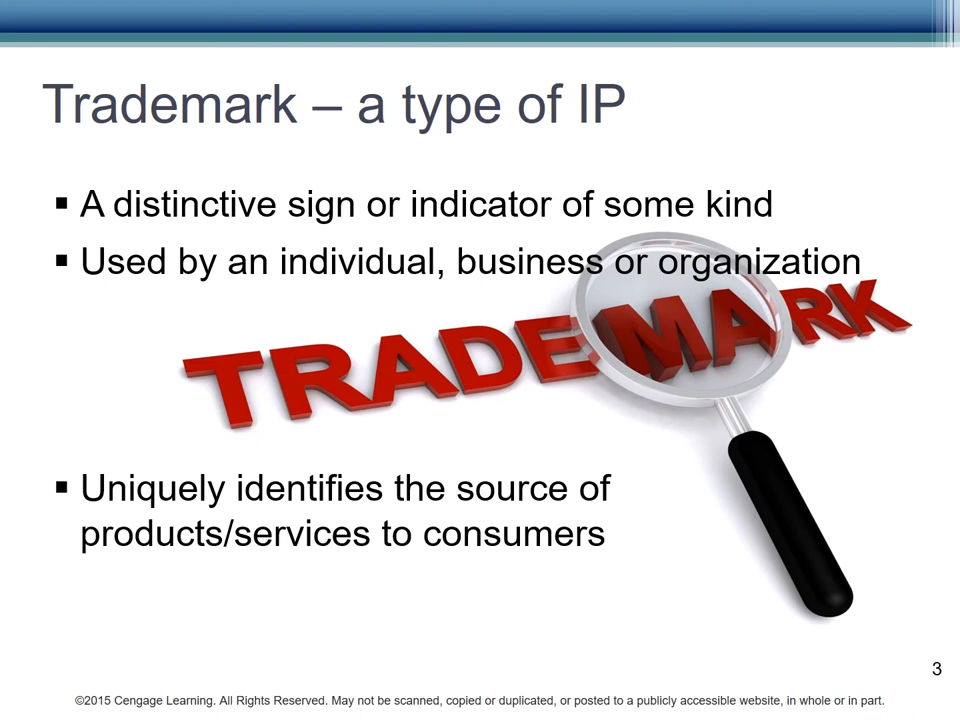 Trademark – a type of IP
▪ A distinctive sign or indicator of some kind
▪ Used by an individual, business or organization
TRADEMARK
▪ Uniquely identifies the source of
products/services to consumers
3
©2015 Cengage Learning. All Rights Reserved. May not be scanned, copied or duplicated, or posted to a publicly accessible website, in whole or in part.